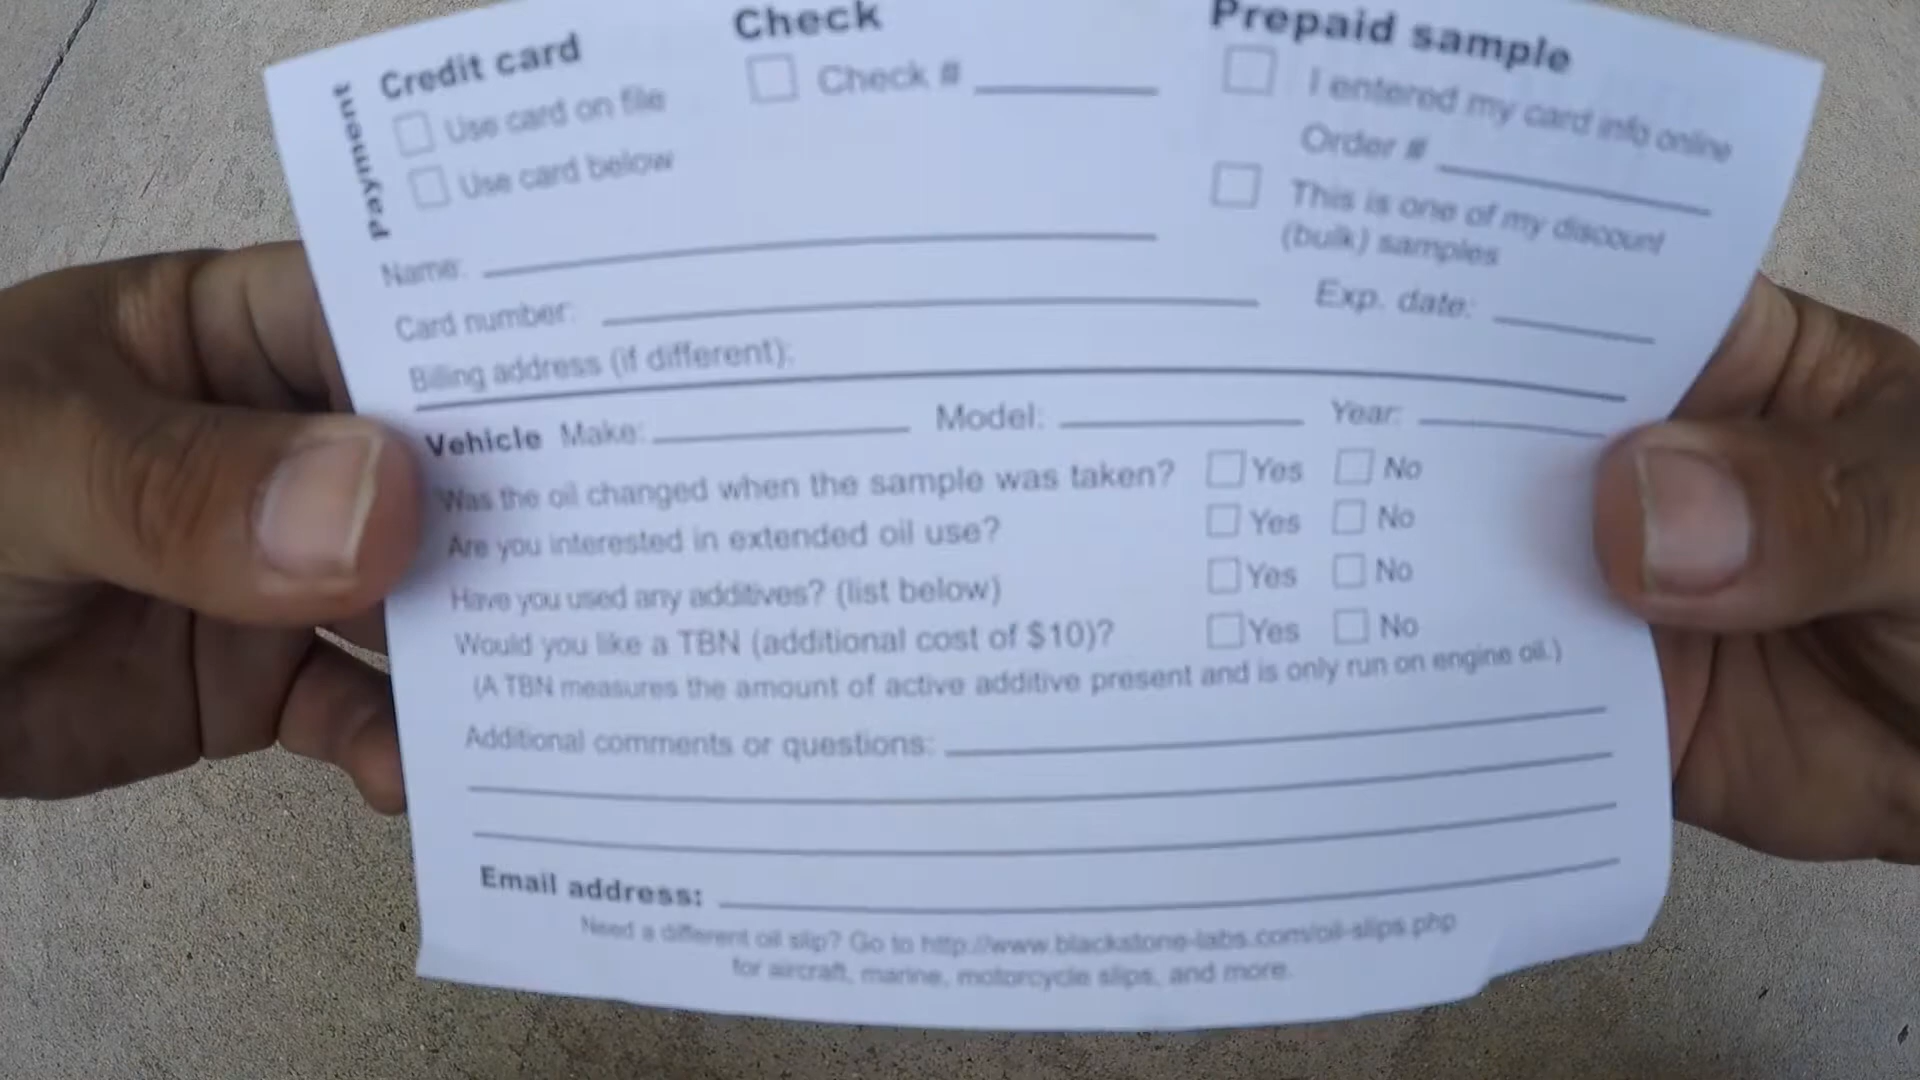 Payment
Credit card
Use card on file
Use card below
Check
Check #
Prepaid sample
I entered my card info online
Order #
This is one of my discount
(bulk) samples
Name:
Card number: Exp. date:
Billing address (if different):
Vehicle Make: Model: Year:
Was the oil changed when the sample was taken? Yes No
Are you interested in extended oil use? Yes No
Have you used any additives? (list below) Yes No
Would you like a TBN (additional cost of $10)? Yes No
(A TBN measures the amount of active additive present and is only run on engine oil.)
Additional comments or questions:
Email address:
Need a different oil slip? Go to http://www.blackstone-labs.com/oil-slips.php
for aircraft, marine, motorcycle slips, and more.